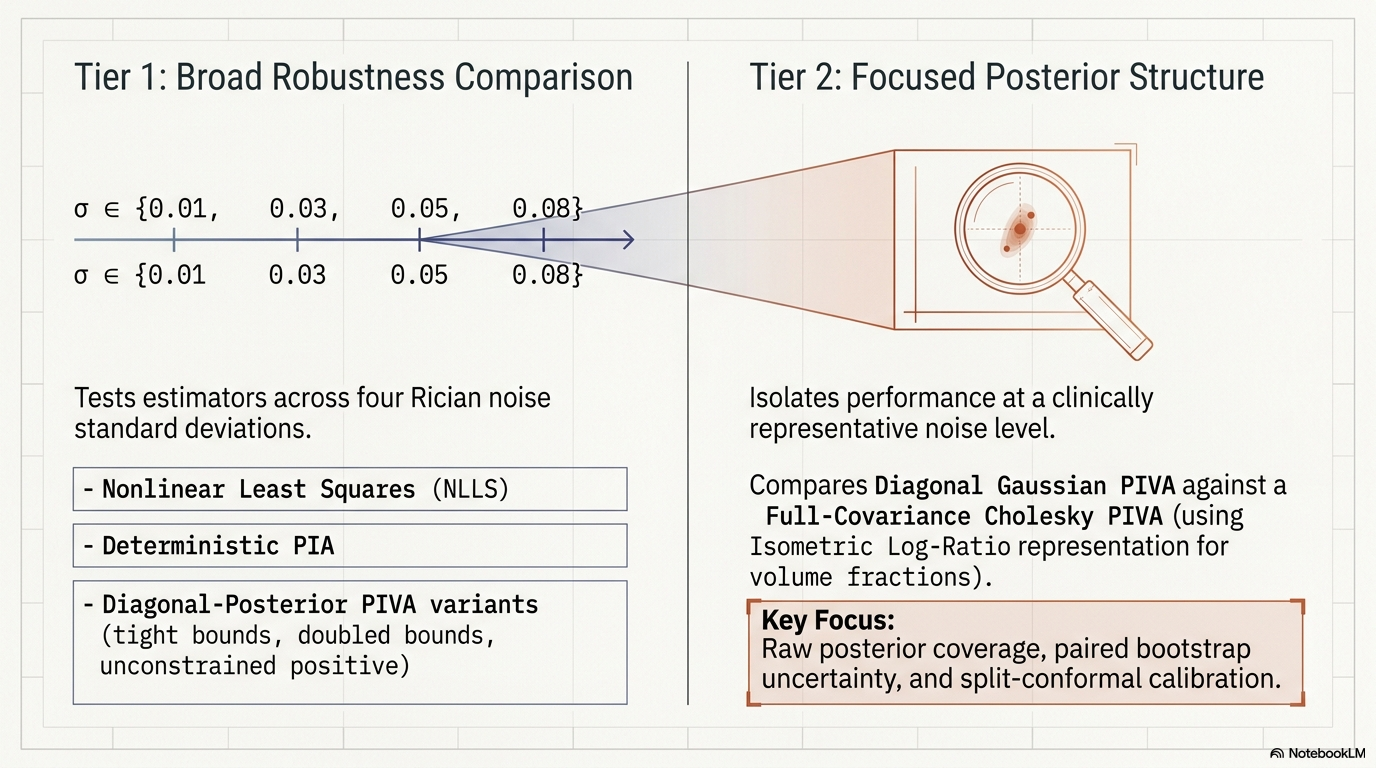 Tier 1: Broad Robustness Comparison
σ ∈ {0.01, 0.03, 0.05, 0.08}
σ ∈ {0.01 0.03 0.05 0.08}
Tests estimators across four Rician noise
standard deviations.
- Nonlinear Least Squares (NLLS)
- Deterministic PIA
- Diagonal-Posterior PIVA variants
(tight bounds, doubled bounds,
unconstrained positive)
Tier 2: Focused Posterior Structure
Isolates performance at a clinically
representative noise level.
Compares Diagonal Gaussian PIVA against a
Full-Covariance Cholesky PIVA (using
Isometric Log-Ratio representation for
volume fractions).
Key Focus:
Raw posterior coverage, paired bootstrap
uncertainty, and split-conformal calibration.
NotebookLM